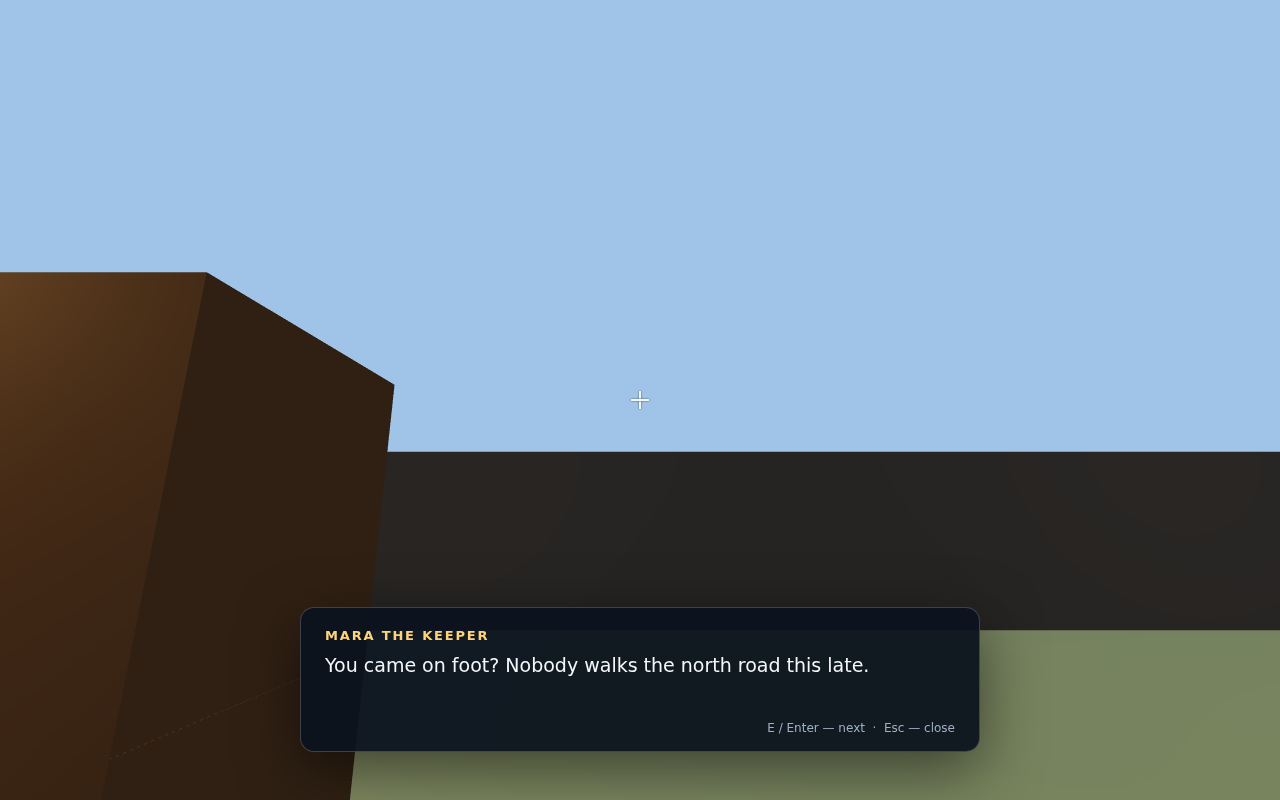 MARA THE KEEPER
You came on foot? Nobody walks the north road this late.
E / Enter — next · Esc — close